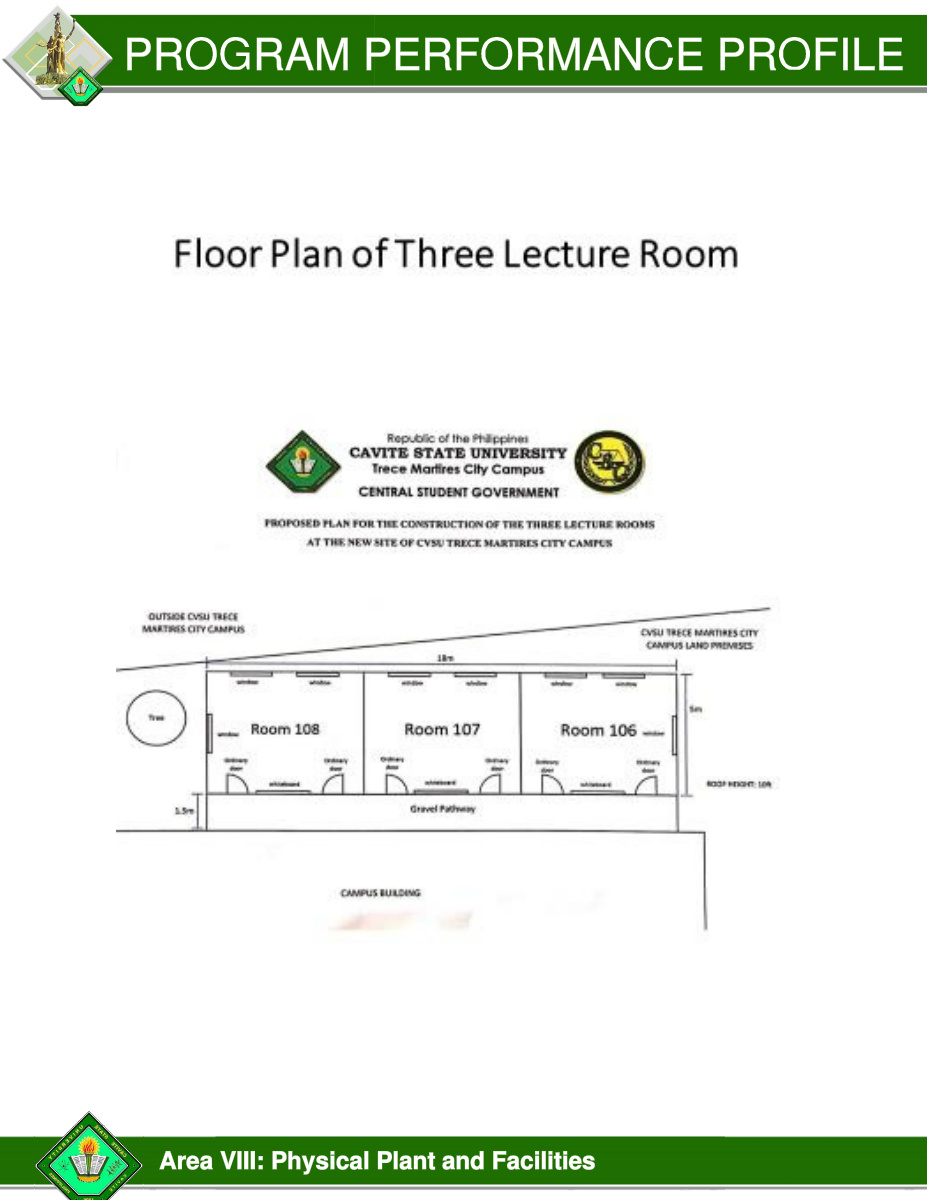 PROGRAM PERFORMANCE PROFILE
Floor Plan of Three Lecture Room
Republic of the Philippines
CAVITE STATE UNIVERSITY
Trece Martires City Campus
CENTRAL STUDENT GOVERNMENT
PROPOSED PLAN FOR THE CONSTRUCTION OF THE THREE LECTURE ROOMS
AT THE NEW SITE OF CVSU TRECE MARTIRES CITY CAMPUS
OUTSIDE CVSU TRECE
MARTIRES CITY CAMPUS
CVSU TRECE MARTIRES CITY
CAMPUS LAND PREMISES
18m
window window window window window window
5m
Tree
window Room 108 Room 107 Room 106 window
Ordinary door
Ordinary door
Ordinary door
Ordinary door
Ordinary door
Ordinary door
whiteboard whiteboard whiteboard
ROOF HEIGHT: 10ft
1.5m
Gravel Pathway
CAMPUS BUILDING
Area VIII: Physical Plant and Facilities